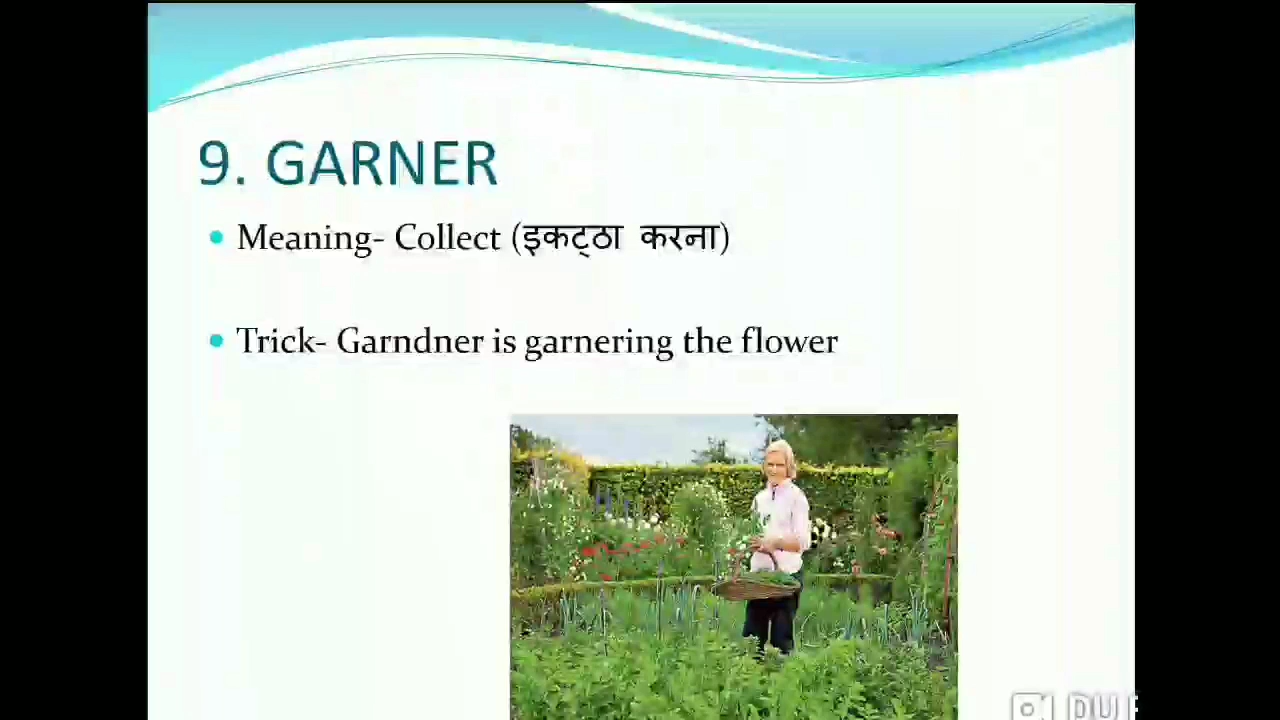 9. GARNER
Meaning- Collect (इकट्ठा करना)
Trick- Garndner is garnering the flower